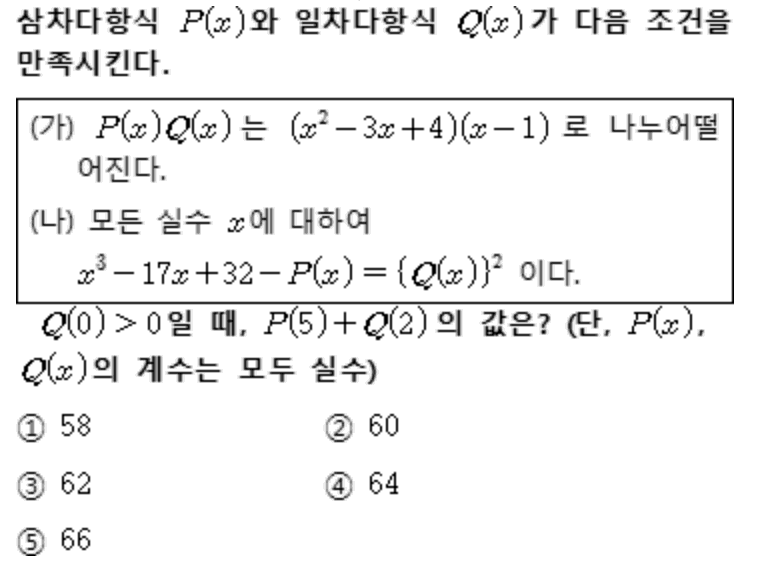 삼차다항식 P(x)와 일차다항식 Q(x)가 다음 조건을
만족시킨다.
(가) P(x)Q(x)는 (x²-3x+4)(x-1)로 나누어떨
어진다.
(나) 모든 실수 x에 대하여
x³-17x+32-P(x)={Q(x)}² 이다.
Q(0)>0일 때, P(5)+Q(2)의 값은? (단, P(x),
Q(x)의 계수는 모두 실수)
① 58 ② 60
③ 62 ④ 64
⑤ 66